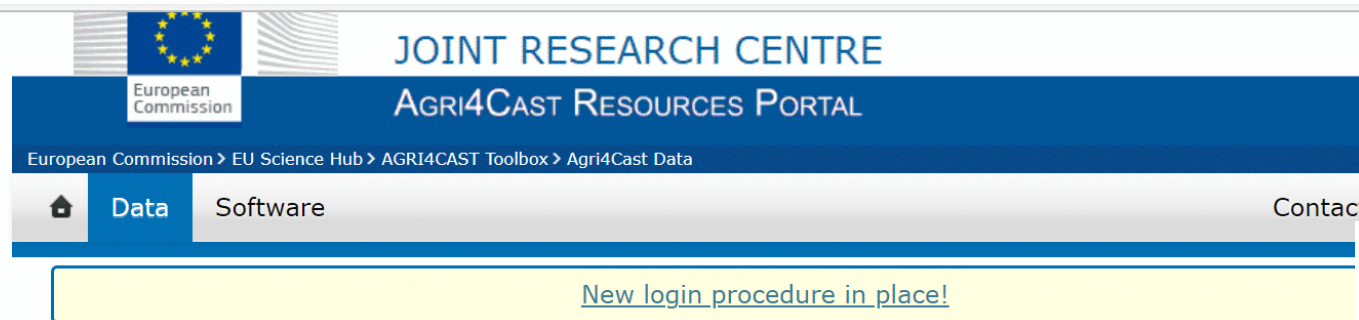 JOINT RESEARCH CENTRE
European
Commission
AGRI4CAST RESOURCES PORTAL
European Commission > EU Science Hub > AGRI4CAST Toolbox > Agri4Cast Data
Data Software Contac
New login procedure in place!